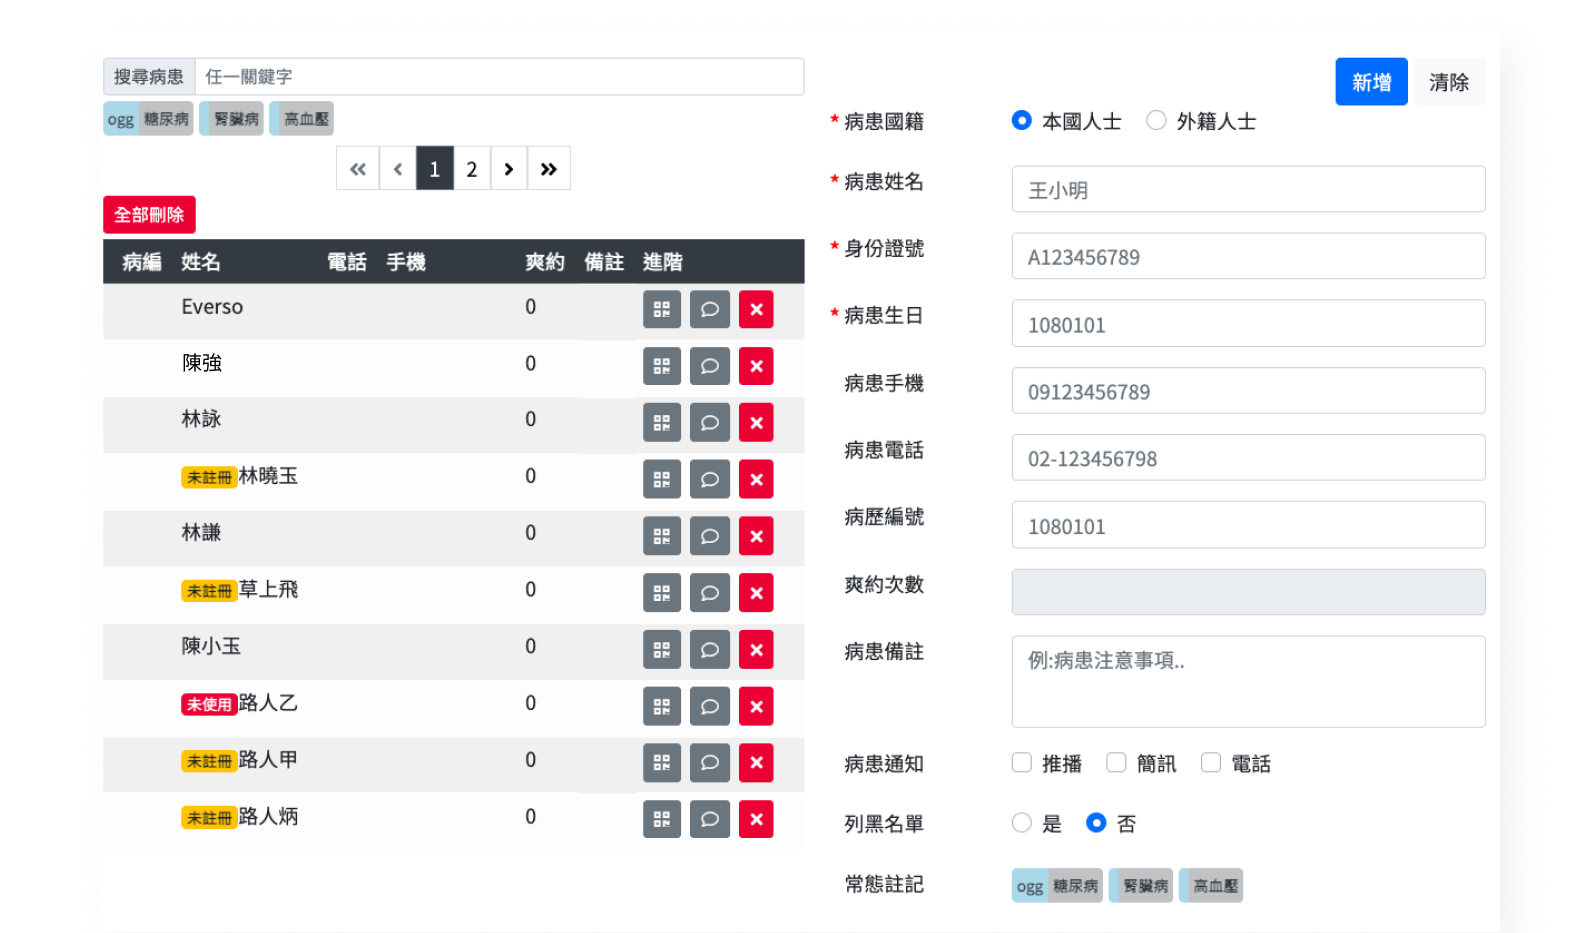 搜尋病患 任一關鍵字
ogg 糖尿病 腎臟病 高血壓
« ‹ 1 2 › »
全部刪除
病編 姓名 電話 手機 爽約 備註 進階
Everso 0
陳強 0
林詠 0
未註冊 林曉玉 0
林謙 0
未註冊 草上飛 0
陳小玉 0
未使用 路人乙 0
未註冊 路人甲 0
未註冊 路人炳 0
新增 清除
* 病患國籍 本國人士 外籍人士
* 病患姓名 王小明
* 身份證號 A123456789
* 病患生日 1080101
病患手機 09123456789
病患電話 02-123456798
病歷編號 1080101
爽約次數
病患備註 例:病患注意事項..
病患通知 推播 簡訊 電話
列黑名單 是 否
常態註記 ogg 糖尿病 腎臟病 高血壓